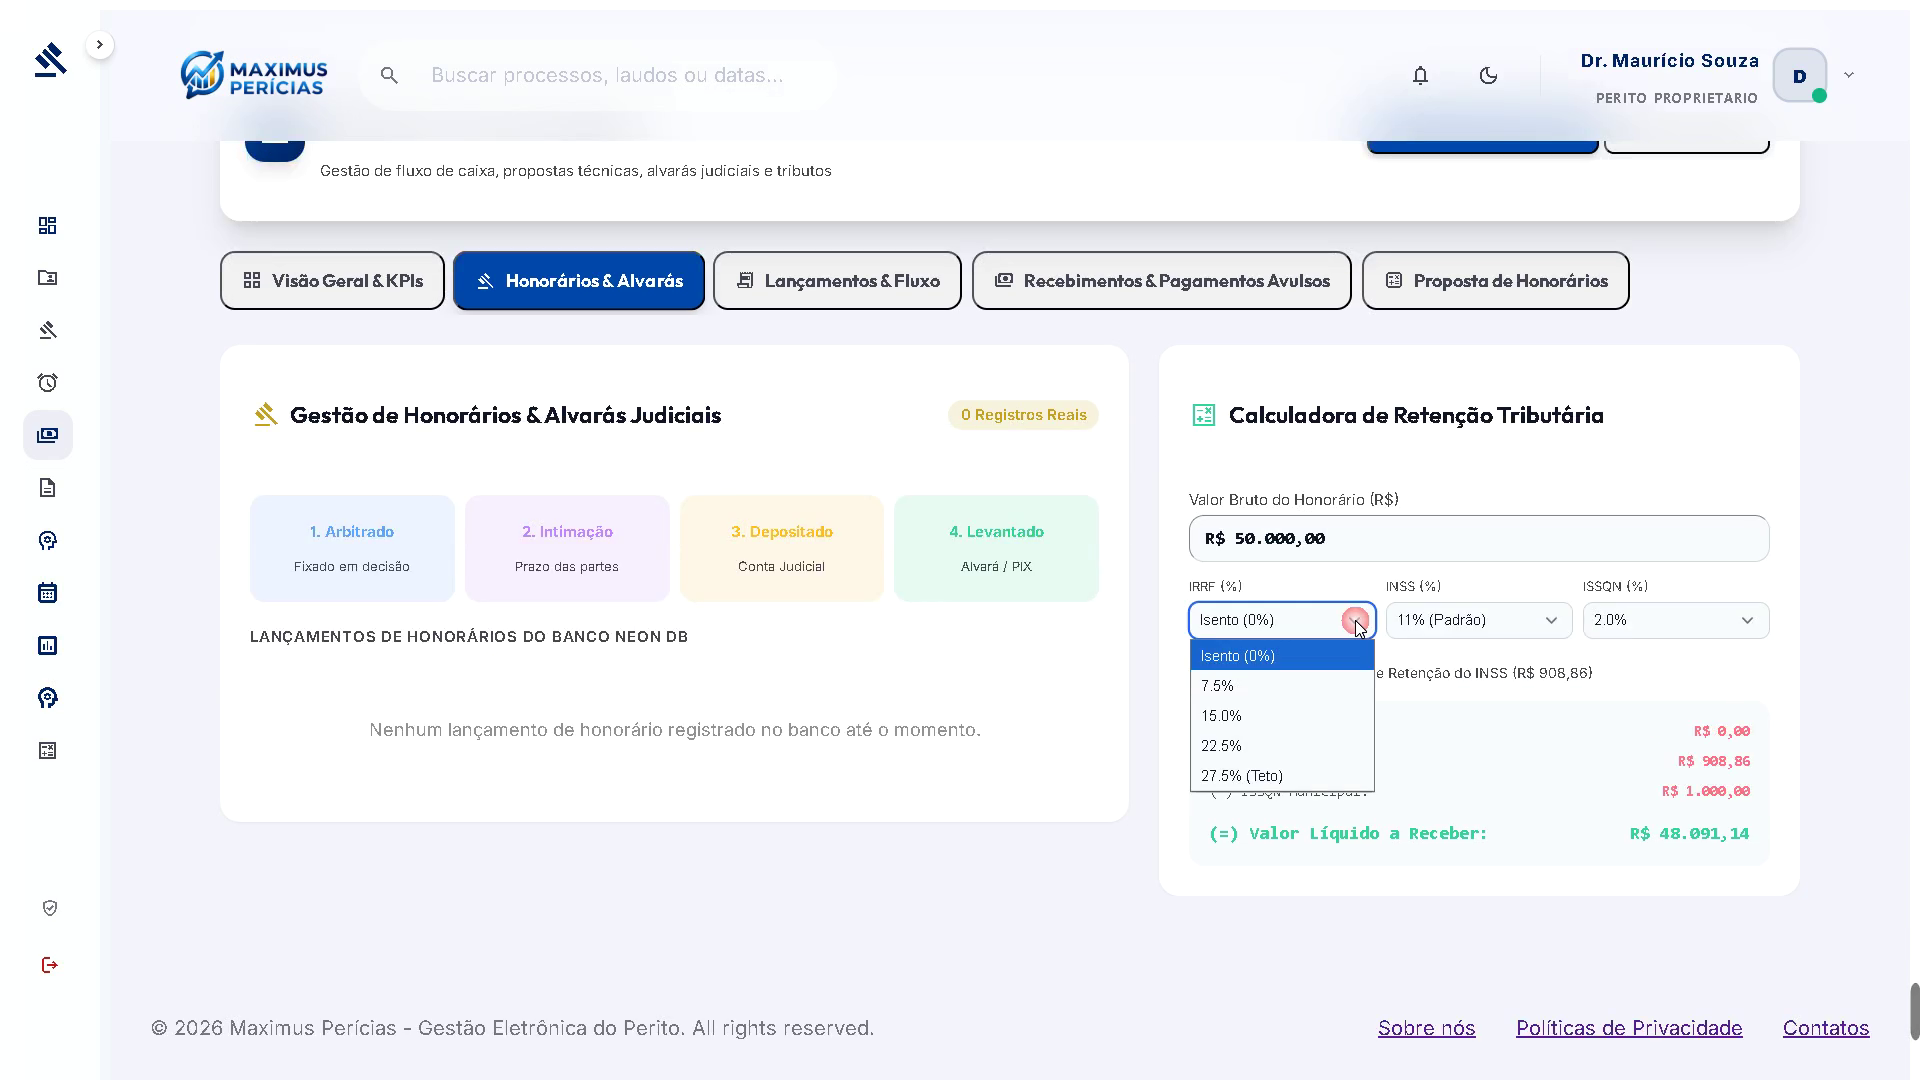 MAXIMUS
PERÍCIAS
Buscar processos, laudos ou datas...
Dr. Maurício Souza
PERITO PROPRIETARIO
D
Gestão de fluxo de caixa, propostas técnicas, alvarás judiciais e tributos
Visão Geral & KPIs
Honorários & Alvarás
Lançamentos & Fluxo
Recebimentos & Pagamentos Avulsos
Proposta de Honorários
Gestão de Honorários & Alvarás Judiciais
0 Registros Reais
1. Arbitrado
Fixado em decisão
2. Intimação
Prazo das partes
3. Depositado
Conta Judicial
4. Levantado
Alvará / PIX
LANÇAMENTOS DE HONORÁRIOS DO BANCO NEON DB
Nenhum lançamento de honorário registrado no banco até o momento.
Calculadora de Retenção Tributária
Valor Bruto do Honorário (R$)
R$ 50.000,00
IRRF (%)
INSS (%)
ISSQN (%)
Isento (0%)
11% (Padrão)
2.0%
Isento (0%)
7.5%
15.0%
22.5%
27.5% (Teto)
e Retenção do INSS (R$ 908,86)
R$ 0,00
R$ 908,86
R$ 1.000,00
(=) Valor Líquido a Receber:
R$ 48.091,14
© 2026 Maximus Perícias - Gestão Eletrônica do Perito. All rights reserved.
Sobre nós
Políticas de Privacidade
Contatos